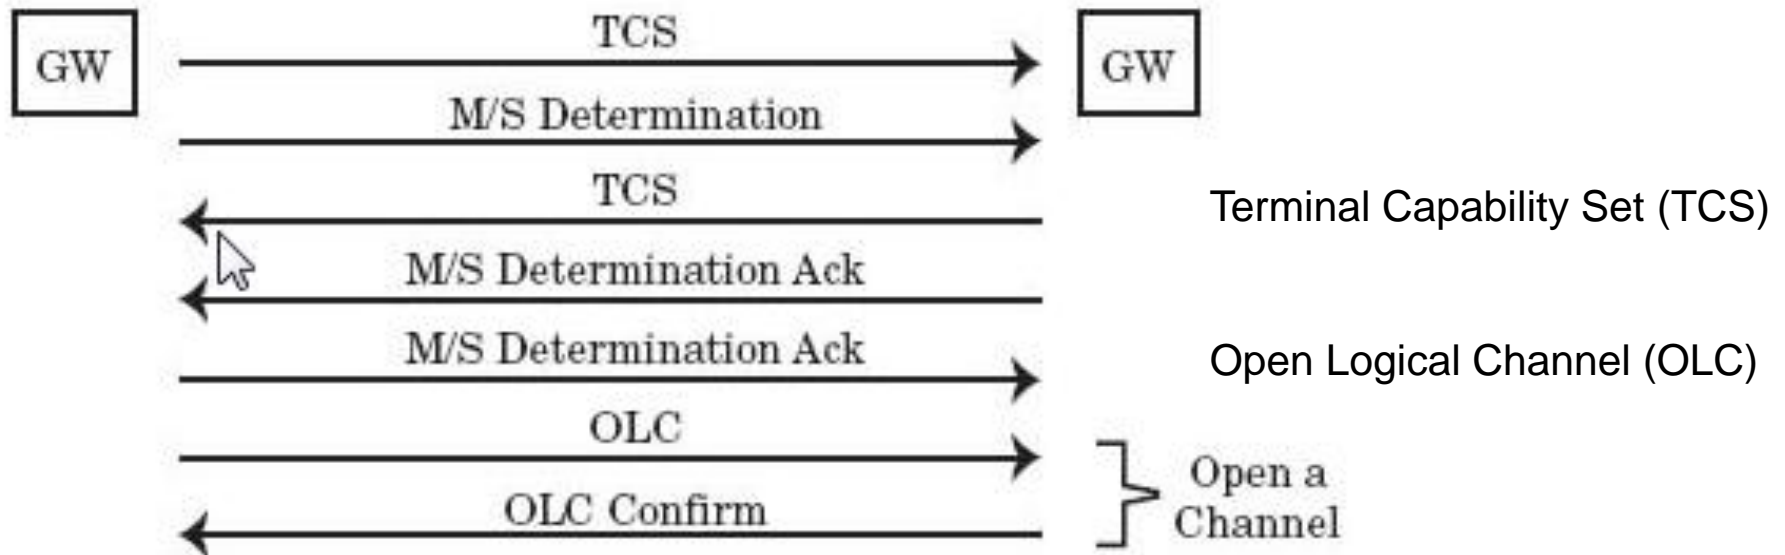 TCS
GW
GW
M/S Determination
TCS
Terminal Capability Set (TCS)
M/S Determination Ack
M/S Determination Ack
Open Logical Channel (OLC)
OLC
Open a
Channel
OLC Confirm